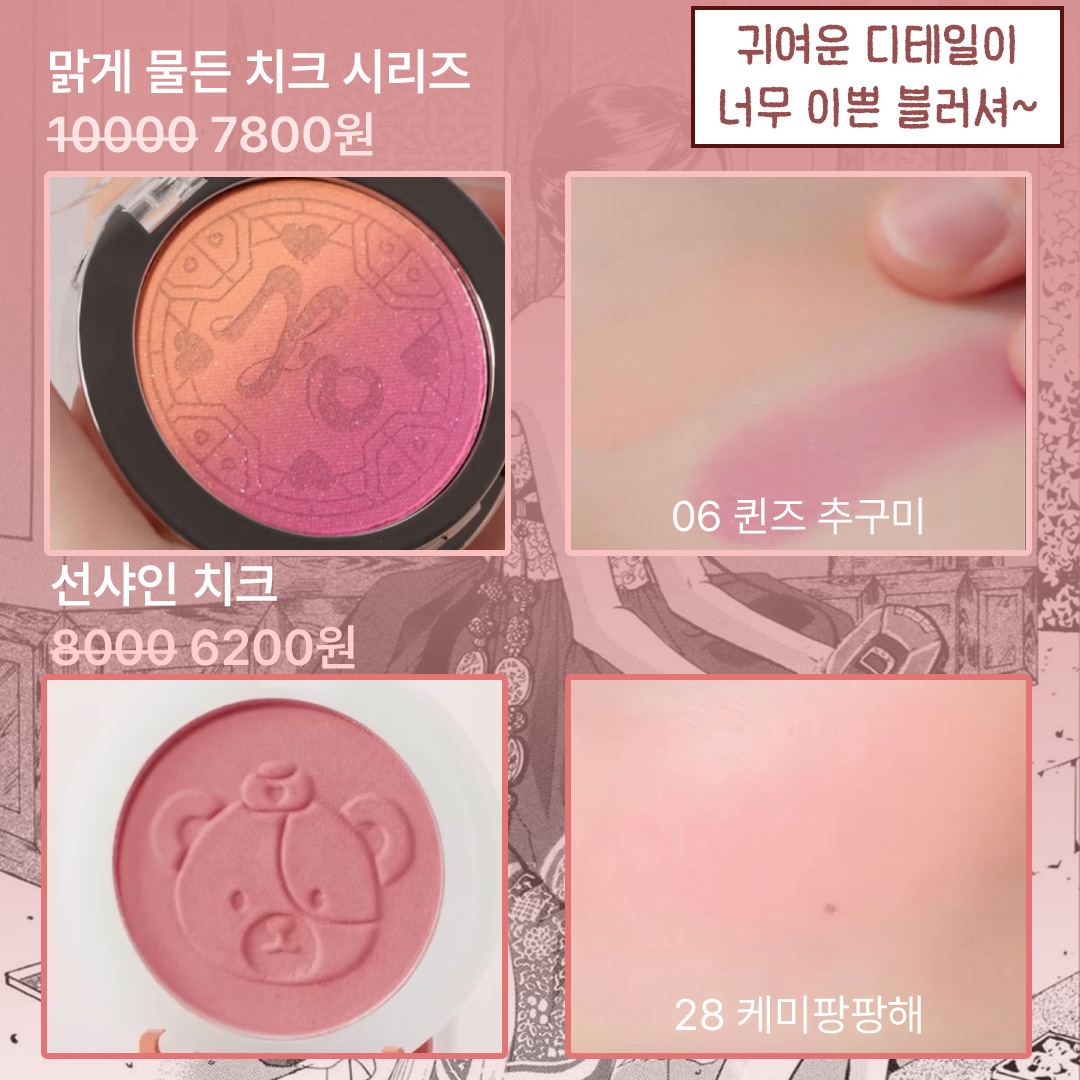 귀여운 디테일이
너무 이쁜 블러셔~
맑게 물든 치크 시리즈
10000 7800원
06 퀸즈 추구미
선샤인 치크
8000 6200원
28 케미팡팡해